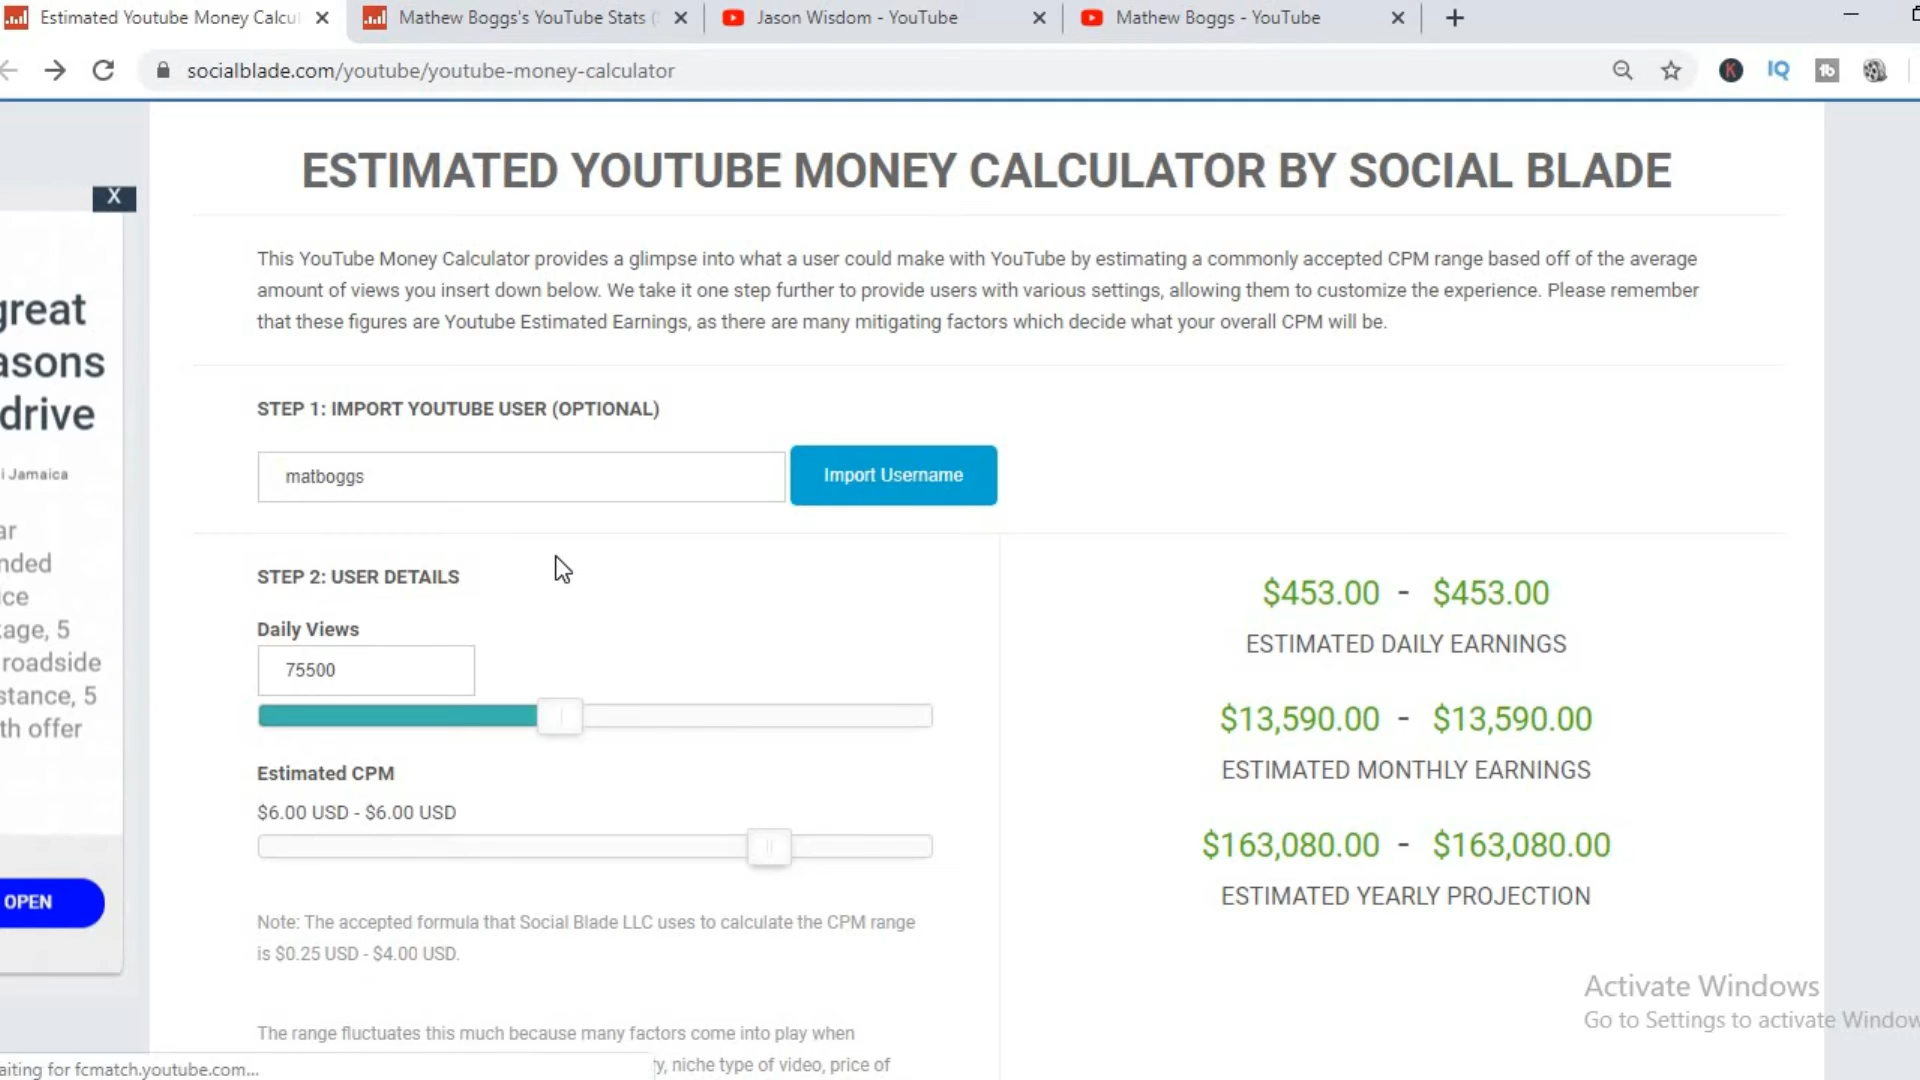 Estimated Youtube Money Calcu
Mathew Boggs's YouTube Stats (
Jason Wisdom - YouTube
Mathew Boggs - YouTube
socialblade.com/youtube/youtube-money-calculator
K
IQ
tb
ESTIMATED YOUTUBE MONEY CALCULATOR BY SOCIAL BLADE
X
This YouTube Money Calculator provides a glimpse into what a user could make with YouTube by estimating a commonly accepted CPM range based off of the average
amount of views you insert down below. We take it one step further to provide users with various settings, allowing them to customize the experience. Please remember
that these figures are Youtube Estimated Earnings, as there are many mitigating factors which decide what your overall CPM will be.
great
asons
drive
i Jamaica
ar
nded
ice
kage, 5
roadside
stance, 5
th offer
OPEN
STEP 1: IMPORT YOUTUBE USER (OPTIONAL)
matboggs
Import Username
STEP 2: USER DETAILS
Daily Views
75500
Estimated CPM
$6.00 USD - $6.00 USD
Note: The accepted formula that Social Blade LLC uses to calculate the CPM range
is $0.25 USD - $4.00 USD.
The range fluctuates this much because many factors come into play when
y, niche type of video, price of
$453.00 - $453.00
ESTIMATED DAILY EARNINGS
$13,590.00 - $13,590.00
ESTIMATED MONTHLY EARNINGS
$163,080.00 - $163,080.00
ESTIMATED YEARLY PROJECTION
Activate Windows
Go to Settings to activate Window
aiting for fcmatch.youtube.com...